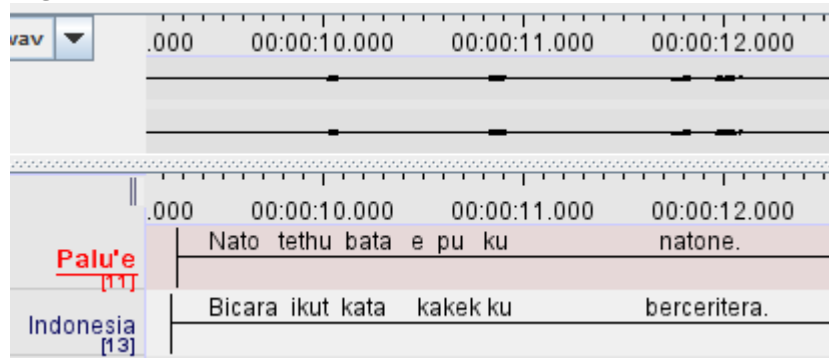 wav
.000 00:00:10.000 00:00:11.000 00:00:12.000
.000 00:00:10.000 00:00:11.000 00:00:12.000
Palu'e Nato tethu bata e pu ku natone.
[11]
Indonesia Bicara ikut kata kakek ku berceritera.
[13]